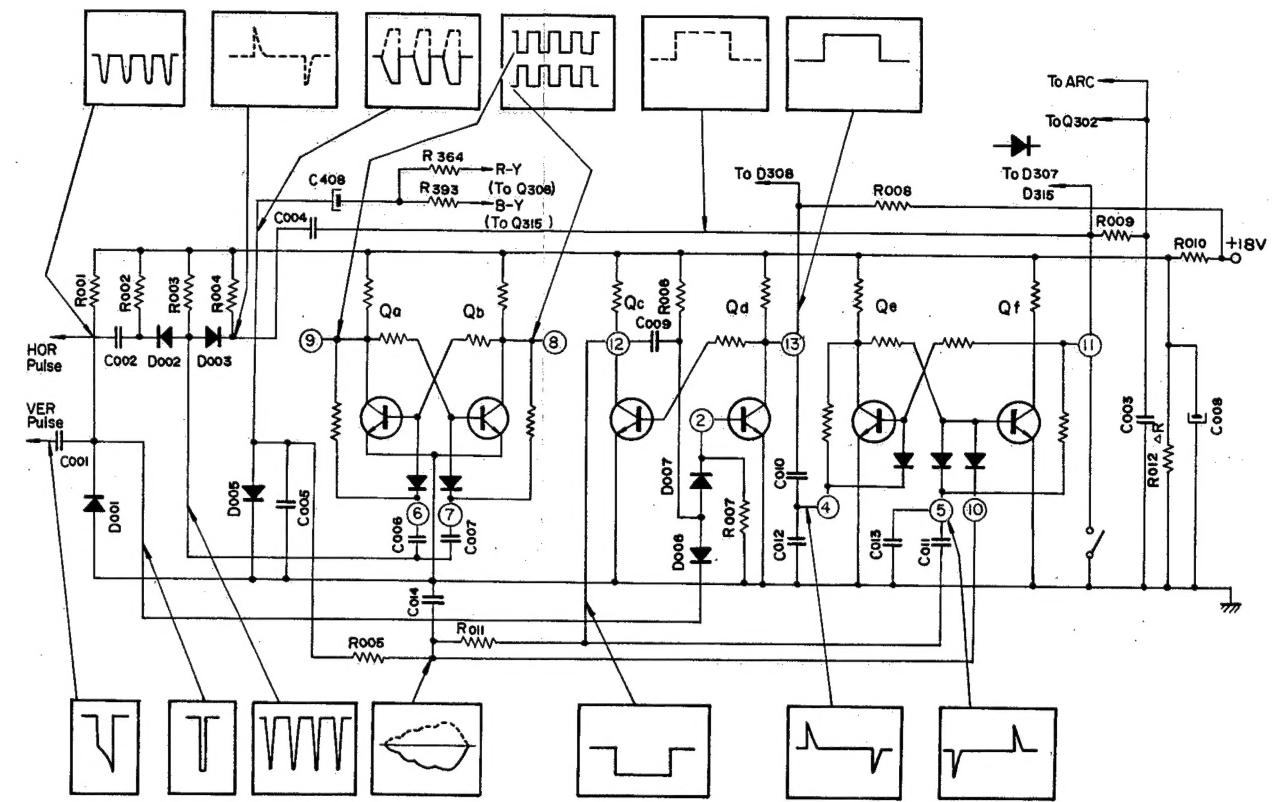 To ARC
To Q302
To D308
To D307
D315
R008
R009
R010
+18V
R364
R-Y
(To Q308)
R393
B-Y
(To Q315)
C408
C004
R001
R002
R003
R004
HOR
Pulse
C002
D002
D003
VER
Pulse
C001
D001
D005
C005
9
Qa
Qb
8
6
7
C006
C007
Qc
R006
Qd
C009
12
13
2
D007
D006
R007
C010
C012
4
Qe
Qf
11
5
10
C013
C011
C003
ΔR
R012
C008
C014
R011
R005